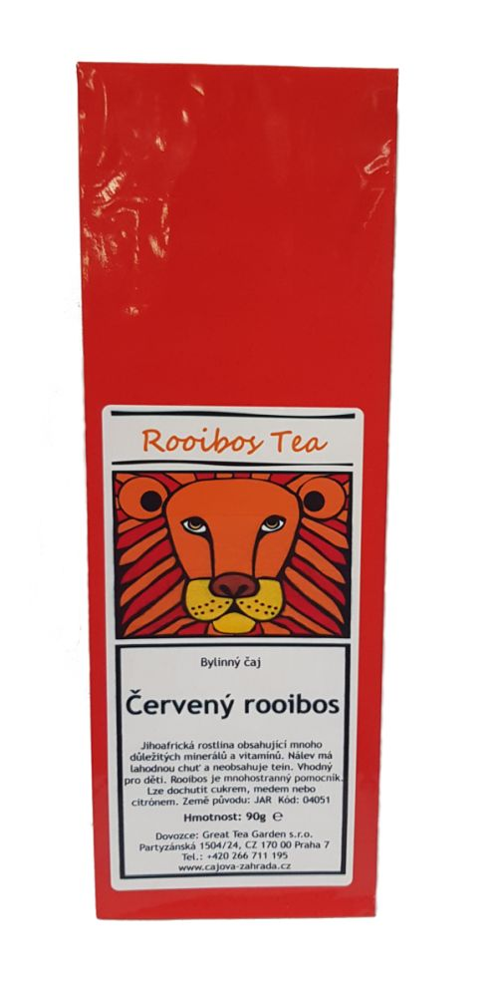 Rooibos Tea
Bylinný čaj
Červený rooibos
Jihoafrická rostlina obsahující mnoho
důležitých minerálů a vitamínů. Nálev má
lahodnou chuť a neobsahuje tein. Vhodný
pro děti. Rooibos je mnohostranný pomocník.
Lze dochutit cukrem, medem nebo
citrónem. Země původu: JAR Kód: 04051
Hmotnost: 90g ℮
Dovozce: Great Tea Garden s.r.o.
Partyzánská 1504/24, CZ 170 00 Praha 7
Tel.: +420 266 711 195
www.cajova-zahrada.cz